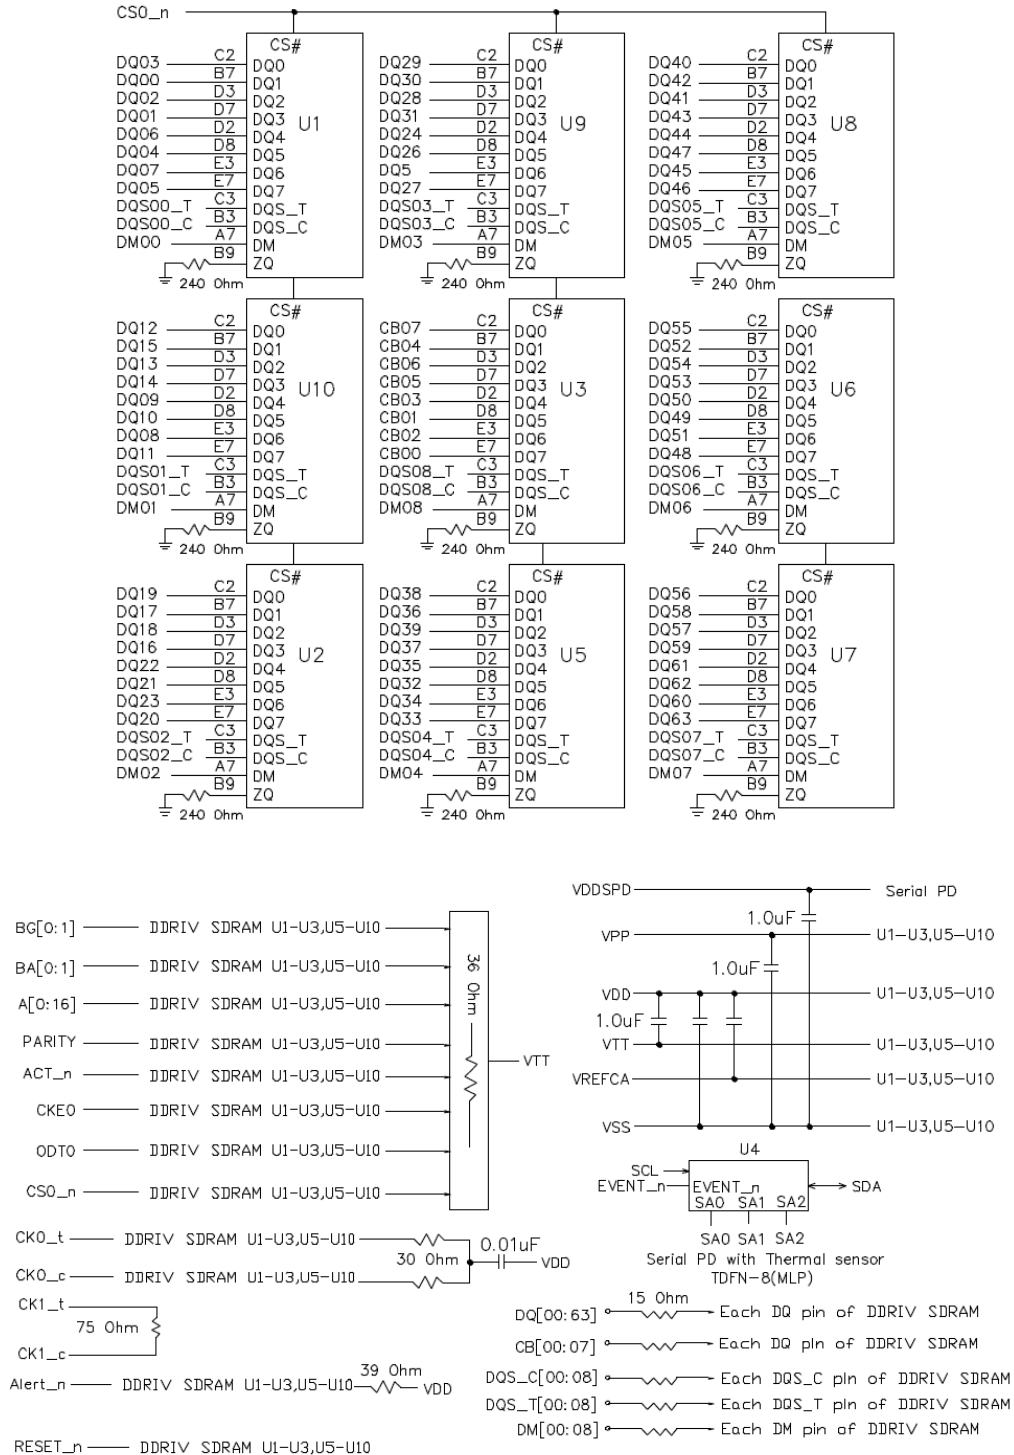 CS0_n
CS# CS# CS#
DQ03 C2 DQ0 DQ29 C2 DQ0 DQ40 C2 DQ0
DQ00 B7 DQ1 DQ30 B7 DQ1 DQ42 B7 DQ1
DQ02 D3 DQ2 DQ28 D3 DQ2 DQ41 D3 DQ2
DQ01 D7 DQ3 U1 DQ31 D7 DQ3 U9 DQ43 D7 DQ3 U8
DQ06 D2 DQ4 DQ24 D2 DQ4 DQ44 D2 DQ4
DQ04 D8 DQ5 DQ26 D8 DQ5 DQ47 D8 DQ5
DQ07 E3 DQ6 DQ5 E3 DQ6 DQ45 E3 DQ6
DQ05 E7 DQ7 DQ27 E7 DQ7 DQ46 E7 DQ7
DQS00_T C3 DQS_T DQS03_T C3 DQS_T DQS05_T C3 DQS_T
DQS00_C B3 DQS_C DQS03_C B3 DQS_C DQS05_C B3 DQS_C
DM00 A7 DM DM03 A7 DM DM05 A7 DM
B9 ZQ B9 ZQ B9 ZQ
240 Ohm 240 Ohm 240 Ohm
CS# CS# CS#
DQ12 C2 DQ0 CB07 C2 DQ0 DQ55 C2 DQ0
DQ15 B7 DQ1 CB04 B7 DQ1 DQ52 B7 DQ1
DQ13 D3 DQ2 CB06 D3 DQ2 DQ54 D3 DQ2
DQ14 D7 DQ3 U10 CB05 D7 DQ3 U3 DQ53 D7 DQ3 U6
DQ09 D2 DQ4 CB03 D2 DQ4 DQ50 D2 DQ4
DQ10 D8 DQ5 CB01 D8 DQ5 DQ49 D8 DQ5
DQ08 E3 DQ6 CB02 E3 DQ6 DQ51 E3 DQ6
DQ11 E7 DQ7 CB00 E7 DQ7 DQ48 E7 DQ7
DQS01_T C3 DQS_T DQS08_T C3 DQS_T DQS06_T C3 DQS_T
DQS01_C B3 DQS_C DQS08_C B3 DQS_C DQS06_C B3 DQS_C
DM01 A7 DM DM08 A7 DM DM06 A7 DM
B9 ZQ B9 ZQ B9 ZQ
240 Ohm 240 Ohm 240 Ohm
CS# CS# CS#
DQ19 C2 DQ0 DQ38 C2 DQ0 DQ56 C2 DQ0
DQ17 B7 DQ1 DQ36 B7 DQ1 DQ58 B7 DQ1
DQ18 D3 DQ2 DQ39 D3 DQ2 DQ57 D3 DQ2
DQ16 D7 DQ3 U2 DQ37 D7 DQ3 U5 DQ59 D7 DQ3 U7
DQ22 D2 DQ4 DQ35 D2 DQ4 DQ61 D2 DQ4
DQ21 D8 DQ5 DQ32 D8 DQ5 DQ62 D8 DQ5
DQ23 E3 DQ6 DQ34 E3 DQ6 DQ60 E3 DQ6
DQ20 E7 DQ7 DQ33 E7 DQ7 DQ63 E7 DQ7
DQS02_T C3 DQS_T DQS04_T C3 DQS_T DQS07_T C3 DQS_T
DQS02_C B3 DQS_C DQS04_C B3 DQS_C DQS07_C B3 DQS_C
DM02 A7 DM DM04 A7 DM DM07 A7 DM
B9 ZQ B9 ZQ B9 ZQ
240 Ohm 240 Ohm 240 Ohm
BG[0:1] DDRIV SDRAM U1-U3,U5-U10
BA[0:1] DDRIV SDRAM U1-U3,U5-U10
A[0:16] DDRIV SDRAM U1-U3,U5-U10
PARITY DDRIV SDRAM U1-U3,U5-U10
ACT_n DDRIV SDRAM U1-U3,U5-U10
CKE0 DDRIV SDRAM U1-U3,U5-U10
ODT0 DDRIV SDRAM U1-U3,U5-U10
CS0_n DDRIV SDRAM U1-U3,U5-U10
36 Ohm
VTT
CK0_t DDRIV SDRAM U1-U3,U5-U10
30 Ohm 0.01uF VDD
CK0_c DDRIV SDRAM U1-U3,U5-U10
CK1_t
75 Ohm
CK1_c
Alert_n DDRIV SDRAM U1-U3,U5-U10 39 Ohm VDD
RESET_n DDRIV SDRAM U1-U3,U5-U10
VDDSPD Serial PD
1.0uF
VPP U1-U3,U5-U10
1.0uF
VDD U1-U3,U5-U10
1.0uF
VTT U1-U3,U5-U10
VREFCA U1-U3,U5-U10
VSS U1-U3,U5-U10
U4
SCL
EVENT_n EVENT_n SDA
SA0 SA1 SA2
SA0 SA1 SA2
Serial PD with Thermal sensor
TDFN-8(MLP)
15 Ohm
DQ[00:63] Each DQ pin of DDRIV SDRAM
CB[00:07] Each DQ pin of DDRIV SDRAM
DQS_C[00:08] Each DQS_C pin of DDRIV SDRAM
DQS_T[00:08] Each DQS_T pin of DDRIV SDRAM
DM[00:08] Each DM pin of DDRIV SDRAM